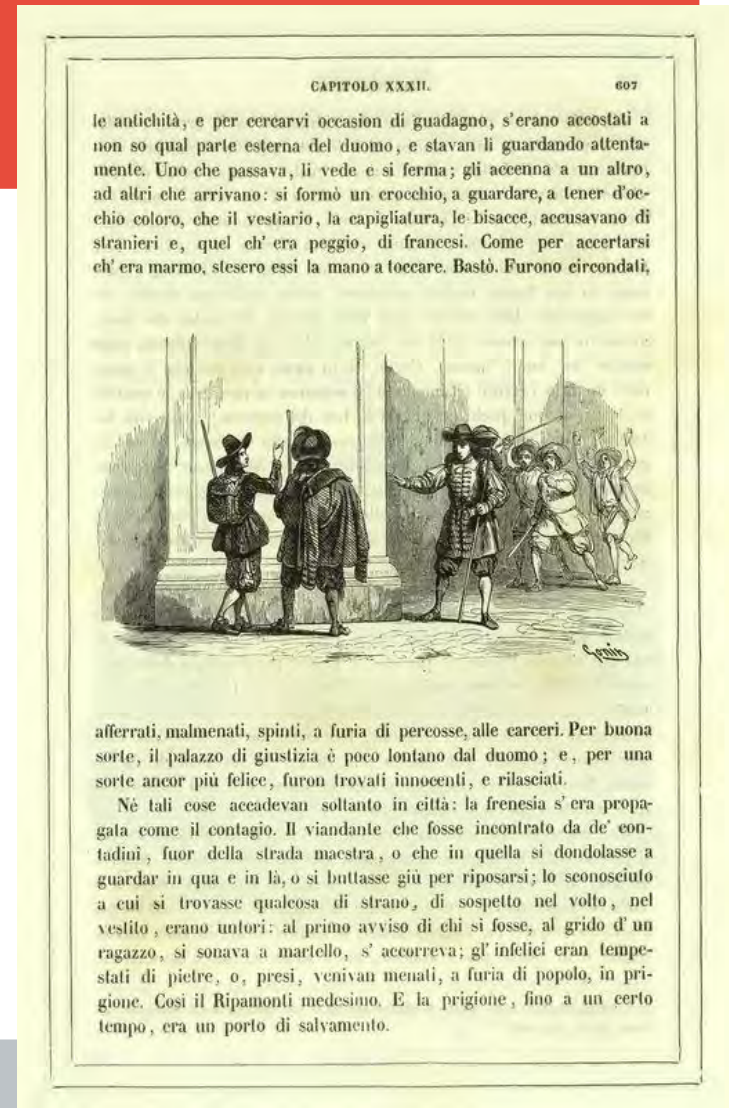 CAPITOLO XXXII. 607
le antichità, e per cercarvi occasion di guadagno, s'erano accostati a
non so qual parte esterna del duomo, e stavan lì guardando attenta-
mente. Uno che passava, li vede e si ferma; gli accenna a un altro,
ad altri che arrivano: si formò un crocchio, a guardare, a tener d'oc-
chio coloro, che il vestiario, la capigliatura, le bisacce, accusavano di
stranieri e, quel ch' era peggio, di francesi. Come per accertarsi
ch' era marmo, stesero essi la mano a toccare. Bastò. Furono circondati,
Gonin
afferrati, malmenati, spinti, a furia di percosse, alle carceri. Per buona
sorte, il palazzo di giustizia è poco lontano dal duomo; e, per una
sorte ancor più felice, furon trovati innocenti, e rilasciati.
Nè tali cose accadevan soltanto in città: la frenesia s' era propa-
gata come il contagio. Il viandante che fosse incontrato da de' con-
tadini, fuor della strada maestra, o che in quella si dondolasse a
guardar in qua e in là, o si buttasse giù per riposarsi; lo sconosciuto
a cui si trovasse qualcosa di strano, di sospetto nel volto, nel
vestito, erano untori: al primo avviso di chi si fosse, al grido d' un
ragazzo, si sonava a martello, s' accorreva; gl' infelici eran tempe-
stati di pietre, o, presi, venivan menati, a furia di popolo, in pri-
gione. Così il Ripamonti medesimo. E la prigione, fino a un certo
tempo, era un porto di salvamento.